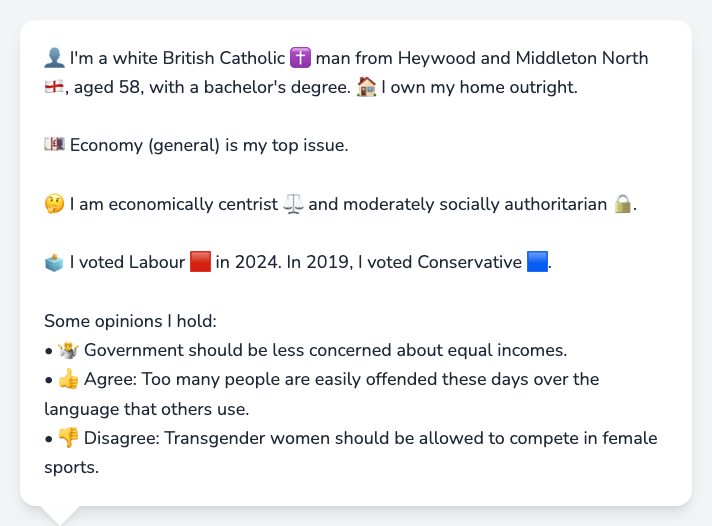 👤 I'm a white British Catholic ✝️ man from Heywood and Middleton North
🏴󠁧󠁢󠁥󠁮󠁧󠁿, aged 58, with a bachelor's degree. 🏠 I own my home outright.
💷 Economy (general) is my top issue.
🤔 I am economically centrist ⚖️ and moderately socially authoritarian 🔒.
🗳️ I voted Labour 🟥 in 2024. In 2019, I voted Conservative 🟦.
Some opinions I hold:
• 🤷 Government should be less concerned about equal incomes.
• 👍 Agree: Too many people are easily offended these days over the
language that others use.
• 👎 Disagree: Transgender women should be allowed to compete in female
sports.